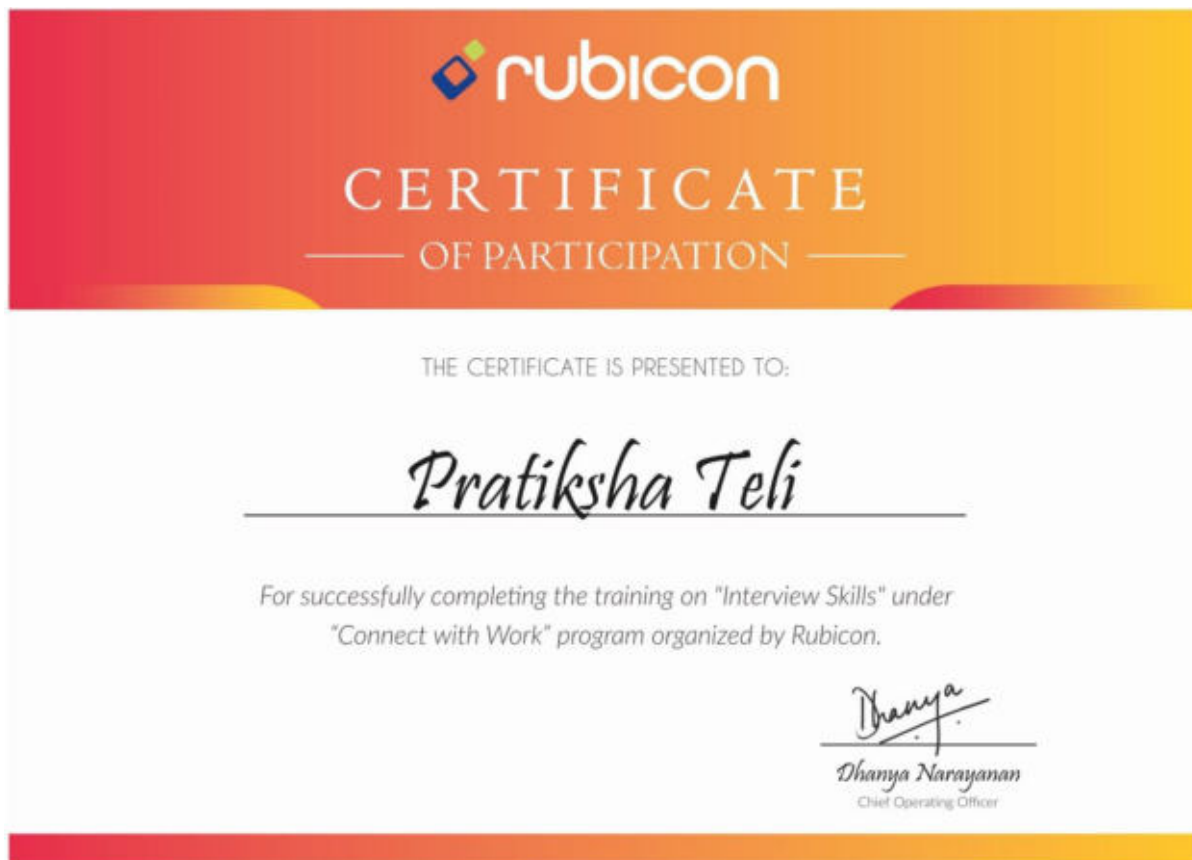 rubicon
CERTIFICATE
OF PARTICIPATION
THE CERTIFICATE IS PRESENTED TO:
Pratiksha Teli
For successfully completing the training on "Interview Skills" under
"Connect with Work" program organized by Rubicon.
Dhanya
Dhanya Narayanan
Chief Operating Officer